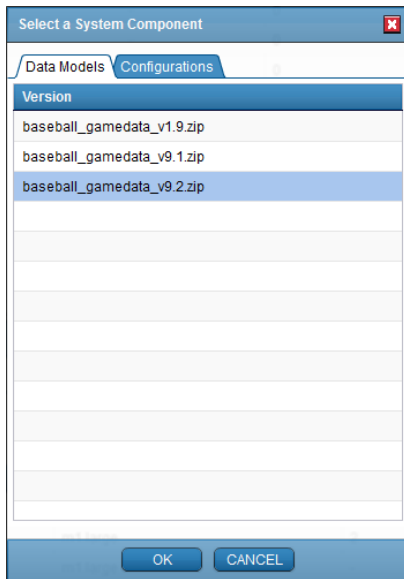 Select a System Component
Data Models Configurations
Version
baseball_gamedata_v1.9.zip
baseball_gamedata_v9.1.zip
baseball_gamedata_v9.2.zip
OK CANCEL